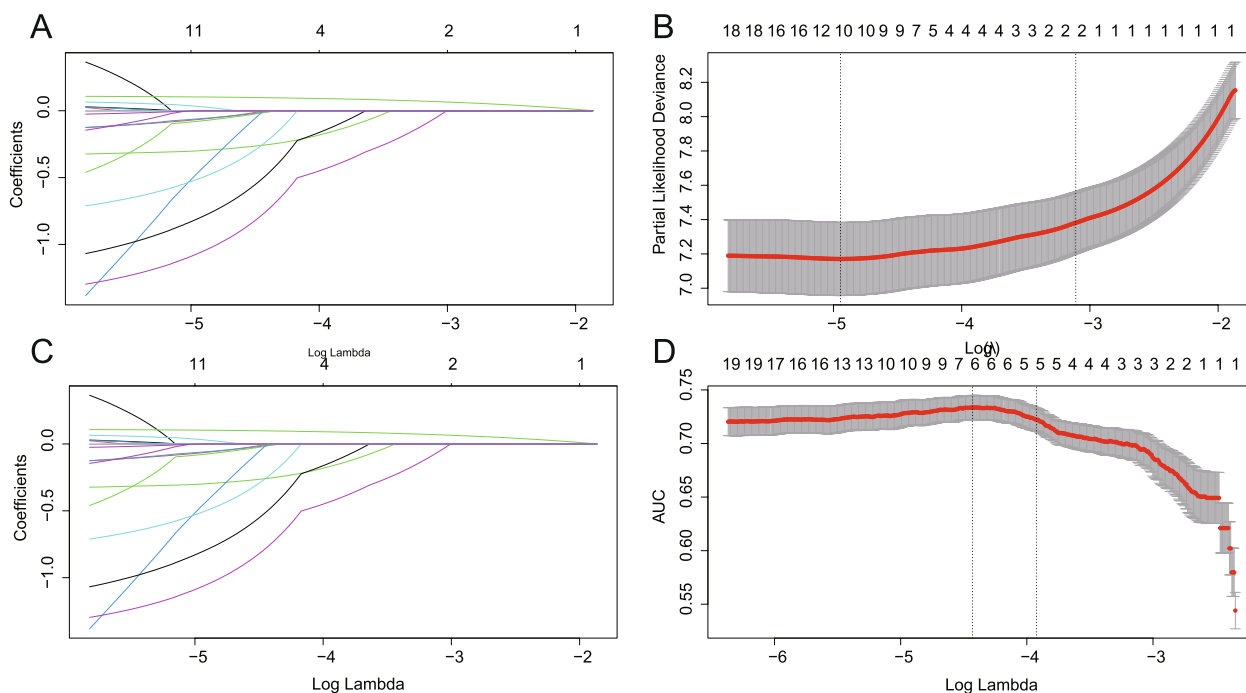 A
11 4 2 1
Coefficients
0.0
−0.5
−1.0
−5 −4 −3 −2
Log Lambda
B
18 18 16 16 12 10 10 9 9 7 5 4 4 4 4 3 3 2 2 2 1 1 1 1 1 1 1 1 1
Partial Likelihood Deviance
8.2
8.0
7.8
7.6
7.4
7.2
7.0
−5 −4 −3 −2
Log(λ)
C
11 4 2 1
Coefficients
0.0
−0.5
−1.0
−5 −4 −3 −2
Log Lambda
D
19 19 17 16 16 13 13 10 10 9 9 7 6 6 6 5 5 4 4 4 3 3 2 2 1 1 1
AUC
0.75
0.70
0.65
0.60
0.55
−6 −5 −4 −3
Log Lambda